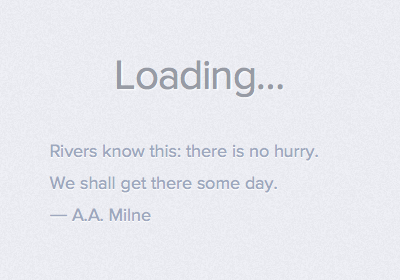 Loading...
Rivers know this: there is no hurry.
We shall get there some day.
— A.A. Milne